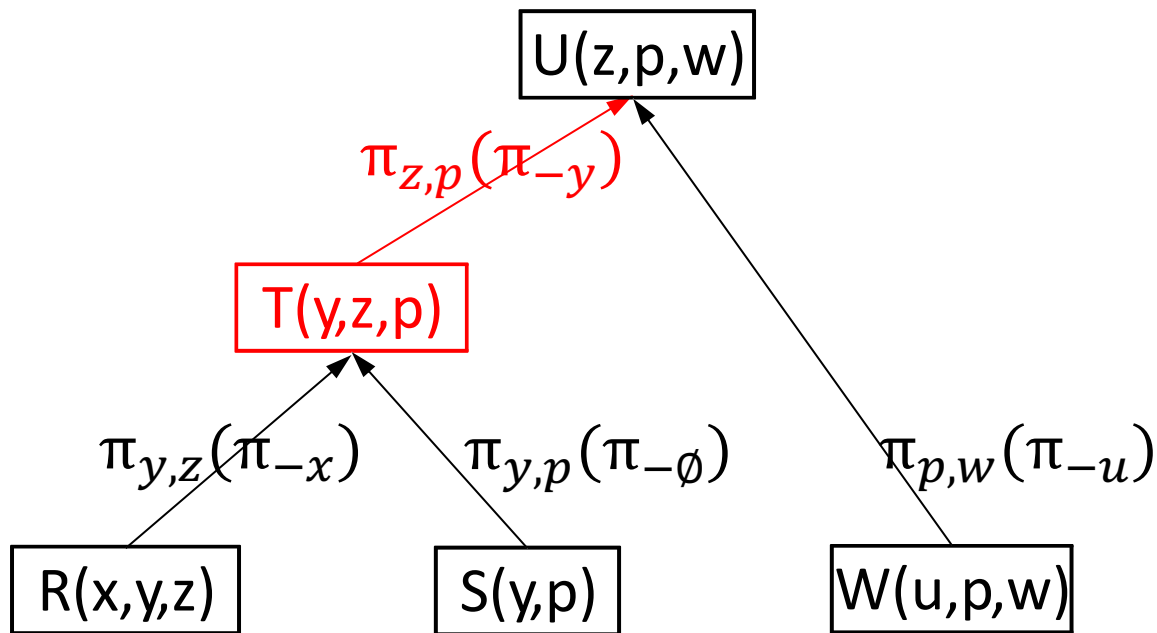 U(z,p,w)
π_{z,p}(π_{−y})
T(y,z,p)
π_{y,z}(π_{−x}) π_{y,p}(π_{−∅}) π_{p,w}(π_{−u})
R(x,y,z) S(y,p) W(u,p,w)